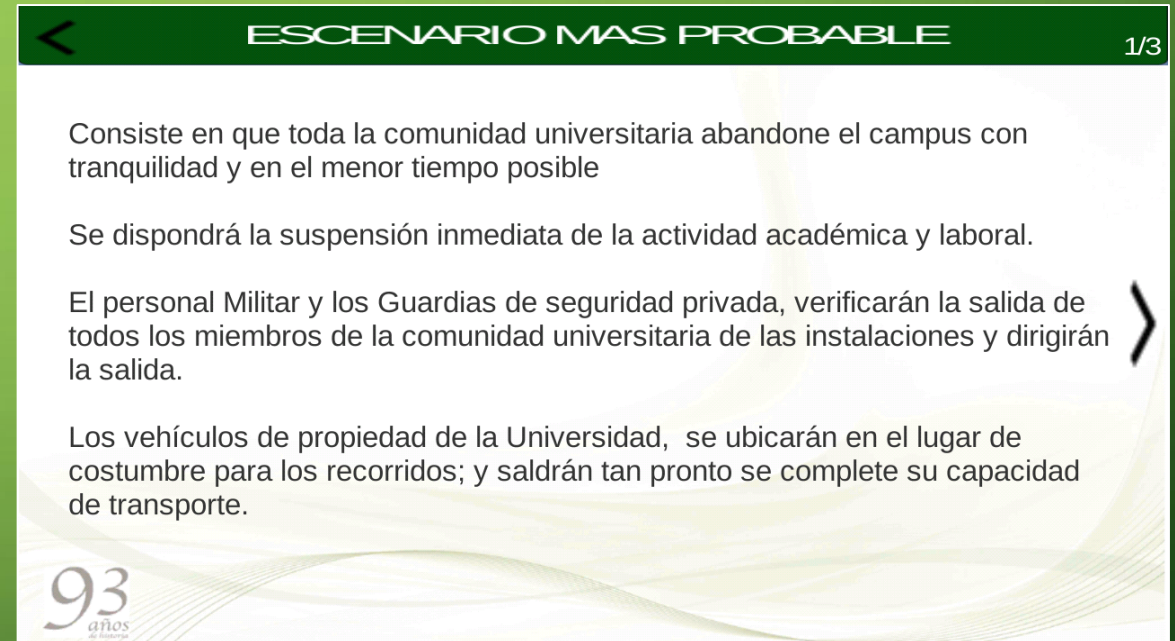 ESCENARIO MAS PROBABLE
1/3
Consiste en que toda la comunidad universitaria abandone el campus con
tranquilidad y en el menor tiempo posible
Se dispondrá la suspensión inmediata de la actividad académica y laboral.
El personal Militar y los Guardias de seguridad privada, verificarán la salida de
todos los miembros de la comunidad universitaria de las instalaciones y dirigirán
la salida.
Los vehículos de propiedad de la Universidad,  se ubicarán en el lugar de
costumbre para los recorridos; y saldrán tan pronto se complete su capacidad
de transporte.
93
años
de historia